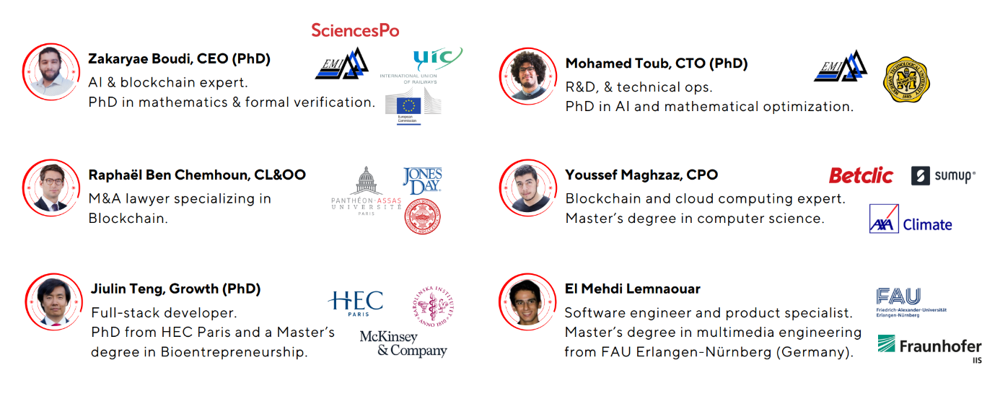 SciencesPo
Zakaryae Boudi, CEO (PhD)
AI & blockchain expert.
PhD in mathematics & formal verification.
EMI
uic
INTERNATIONAL UNION
OF RAILWAYS
European
Commission
Mohamed Toub, CTO (PhD)
R&D, & technical ops.
PhD in AI and mathematical optimization.
EMI
MICHIGAN TECHNOLOGICAL UNIVERSITY
1885
Raphaël Ben Chemhoun, CL&OO
M&A lawyer specializing in
Blockchain.
PANTHÉON-ASSAS
UNIVERSITÉ
PARIS
JONES
DAY®
Youssef Maghzaz, CPO
Blockchain and cloud computing expert.
Master’s degree in computer science.
Betclic
sumup®
AXA Climate
Jiulin Teng, Growth (PhD)
Full-stack developer.
PhD from HEC Paris and a Master’s
degree in Bioentrepreneurship.
HEC
PARIS
KAROLINSKA INSTITUTET
ANNO 1810
McKinsey
& Company
El Mehdi Lemnaouar
Software engineer and product specialist.
Master’s degree in multimedia engineering
from FAU Erlangen-Nürnberg (Germany).
FAU
Friedrich-Alexander-Universität
Erlangen-Nürnberg
Fraunhofer
IIS